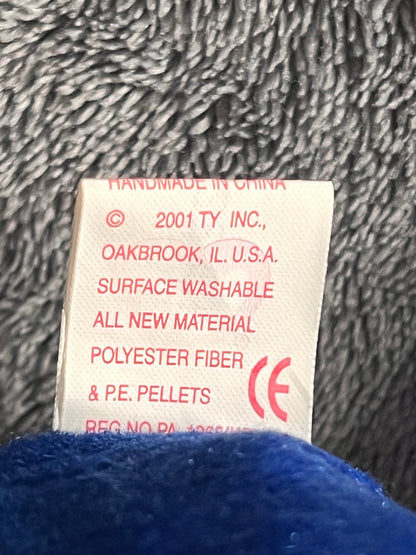 HANDMADE IN CHINA
© 2001 TY INC.,
OAKBROOK, IL. U.S.A.
SURFACE WASHABLE
ALL NEW MATERIAL
POLYESTER FIBER
& P.E. PELLETS
CE
REG NO PA.